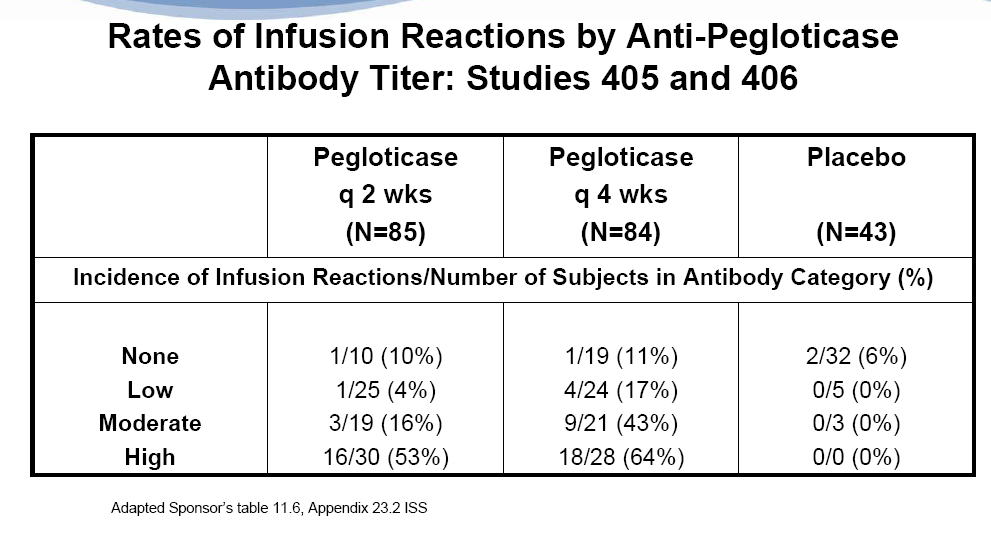 Rates of Infusion Reactions by Anti-Pegloticase
Antibody Titer: Studies 405 and 406
Pegloticase Pegloticase Placebo
q 2 wks q 4 wks
(N=85) (N=84) (N=43)
Incidence of Infusion Reactions/Number of Subjects in Antibody Category (%)
None 1/10 (10%) 1/19 (11%) 2/32 (6%)
Low 1/25 (4%) 4/24 (17%) 0/5 (0%)
Moderate 3/19 (16%) 9/21 (43%) 0/3 (0%)
High 16/30 (53%) 18/28 (64%) 0/0 (0%)
Adapted Sponsor's table 11.6, Appendix 23.2 ISS